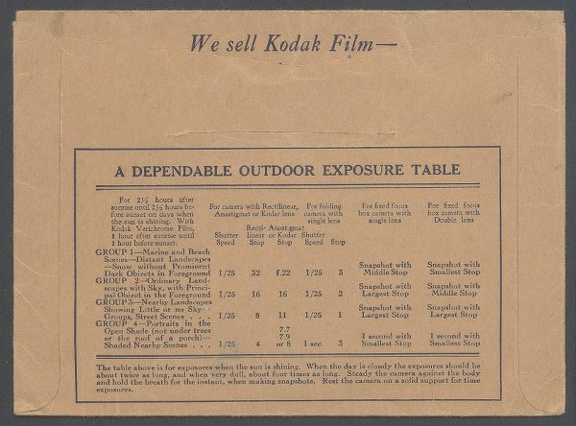 We sell Kodak Film—
A DEPENDABLE OUTDOOR EXPOSURE TABLE
For 2½ hours after
sunrise until 2½ hours be-
fore sunset on days when
the sun is shining. With
Kodak Verichrome Film,
1 hour after sunrise until
1 hour before sunset.
For camera with Rectilinear,
Anastigmat or Kodar lens
For folding
camera with
single lens
For fixed focus
box camera with
single lens
For fixed focus
box camera with
Double lens
Shutter Speed
Recti- linear Stop
Anastigmat or Kodar Stop
Shutter Speed
Stop
GROUP 1—Marine and Beach
Scenes—Distant Landscapes
—Snow without Prominent
Dark Objects in Foreground 1/25 32 f.22 1/25 3 Snapshot with Middle Stop Snapshot with Smallest Stop
GROUP 2—Ordinary Land-
scapes with Sky, with Princi-
pal Object in the Foreground 1/25 16 16 1/25 2 Snapshot with Largest Stop Snapshot with Middle Stop
GROUP 3—Nearby Landscapes
Showing Little or no Sky—
Groups, Street Scenes . . . 1/25 8 11 1/25 1 Snapshot with Largest Stop Snapshot with Largest Stop
GROUP 4—Portraits in the
Open Shade (not under trees
or the roof of a porch)—
Shaded Nearby Scenes . . . 1/25 4 7.7 7.9 or 8 1 sec. 3 1 second with Smallest Stop 1 second with Smallest Stop
The table above is for exposures when the sun is shining. When the day is cloudy the exposures should be
about twice as long, and when very dull, about four times as long. Steady the camera against the body
and hold the breath for the instant, when making snapshots. Rest the camera on a solid support for time
exposures.